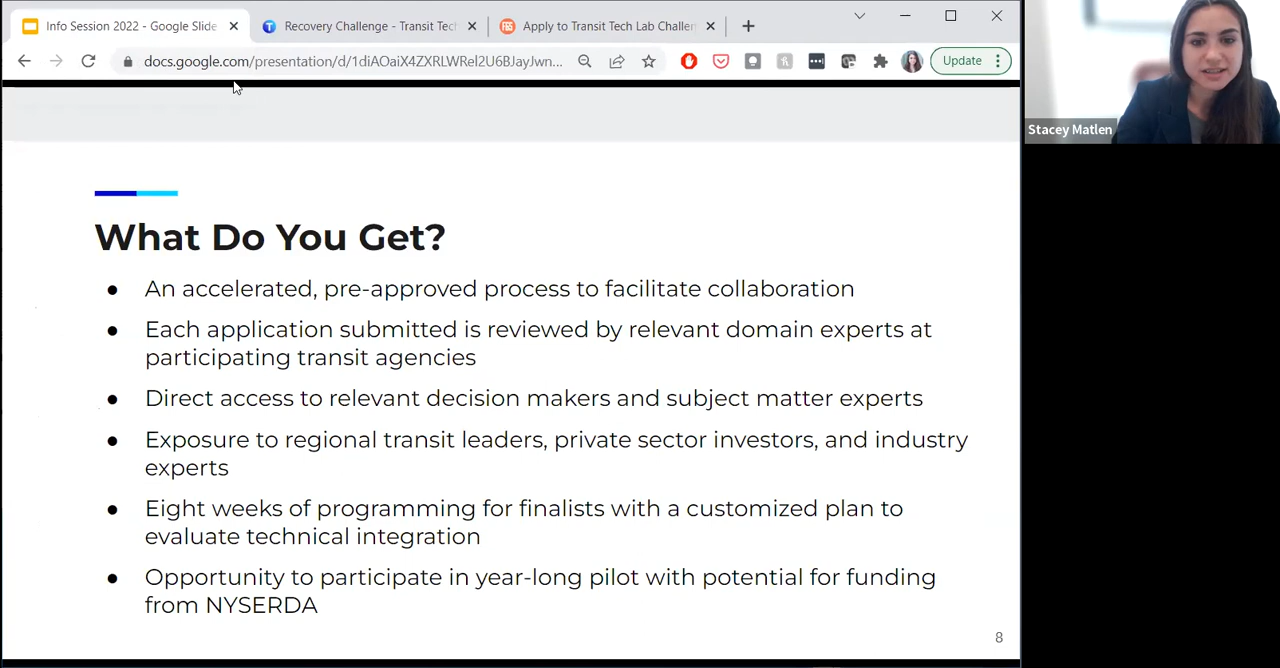 Info Session 2022 - Google Slide
Recovery Challenge - Transit Tech
Apply to Transit Tech Lab Challen
docs.google.com/presentation/d/1diAOaiX4ZXRLWRel2U6BJayJwn...
Update
Stacey Matlen
What Do You Get?
● An accelerated, pre-approved process to facilitate collaboration
● Each application submitted is reviewed by relevant domain experts at
participating transit agencies
● Direct access to relevant decision makers and subject matter experts
● Exposure to regional transit leaders, private sector investors, and industry
experts
● Eight weeks of programming for finalists with a customized plan to
evaluate technical integration
● Opportunity to participate in year-long pilot with potential for funding
from NYSERDA
8